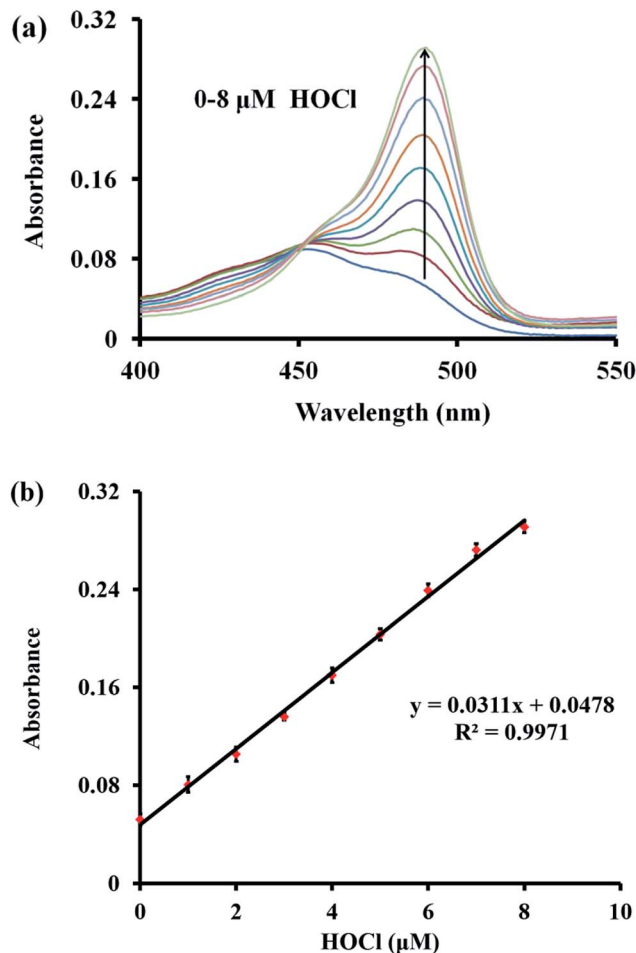 (a)
0.32
0.24
0.16
0.08
0
Absorbance
0-8 μM HOCl
400
450
500
550
Wavelength (nm)
(b)
0.32
0.24
0.16
0.08
0
Absorbance
y = 0.0311x + 0.0478
R² = 0.9971
0
2
4
6
8
10
HOCl (μM)